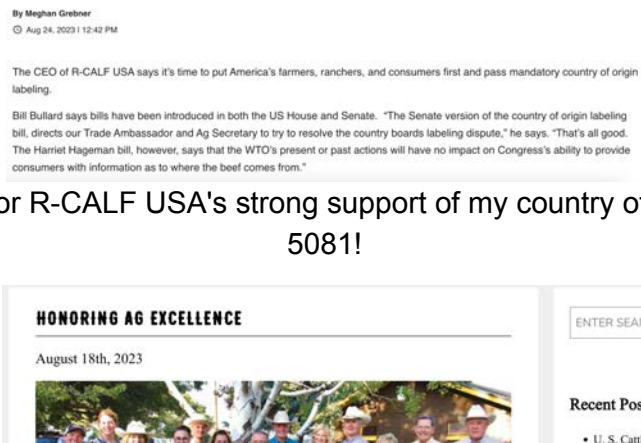 By Meghan Grebner
Aug 24, 2023 | 12:42 PM
The CEO of R-CALF USA says it's time to put America's farmers, ranchers, and consumers first and pass mandatory country of origin
labeling.
Bill Bullard says bills have been introduced in both the US House and Senate. “The Senate version of the country of origin labeling
bill, directs our Trade Ambassador and Ag Secretary to try to resolve the country boards labeling dispute,” he says. “That’s all good.
The Harriet Hageman bill, however, says that the WTO’s present or past actions will have no impact on Congress’s ability to provide
consumers with information as to where the beef comes from.”
or R-CALF USA's strong support of my country of
5081!
HONORING AG EXCELLENCE
August 18th, 2023
ENTER SEA
Recent Pos
• U. S. Catt